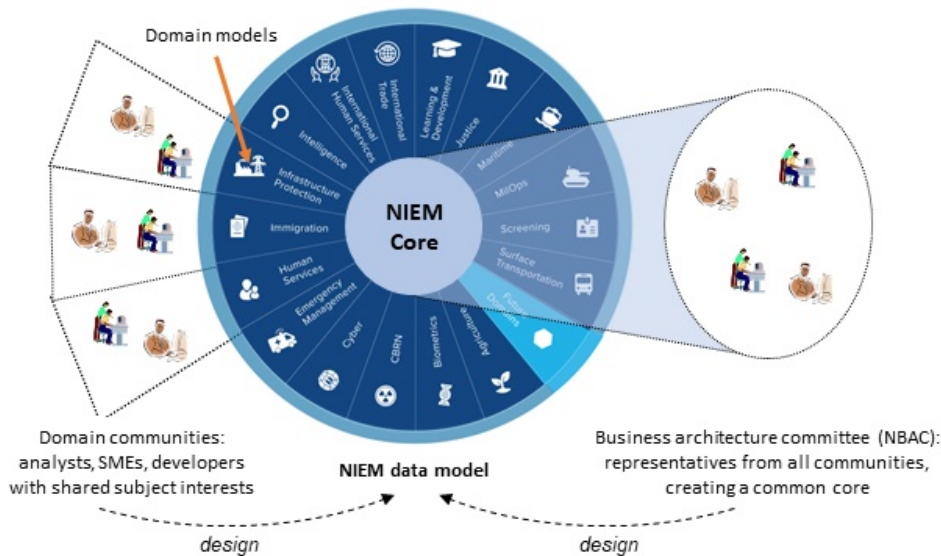 Domain models
International
Human Services
International
Trade
Learning &
Development
Justice
Maritime
MilOps
Screening
Surface
Transportation
Future
Domains
Agriculture
Biometrics
CBRN
Cyber
Emergency
Management
Human
Services
Immigration
Infrastructure
Protection
Intelligence
NIEM
Core
Domain communities:
analysts, SMEs, developers
with shared subject interests
NIEM data model
Business architecture committee (NBAC):
representatives from all communities,
creating a common core
design
design